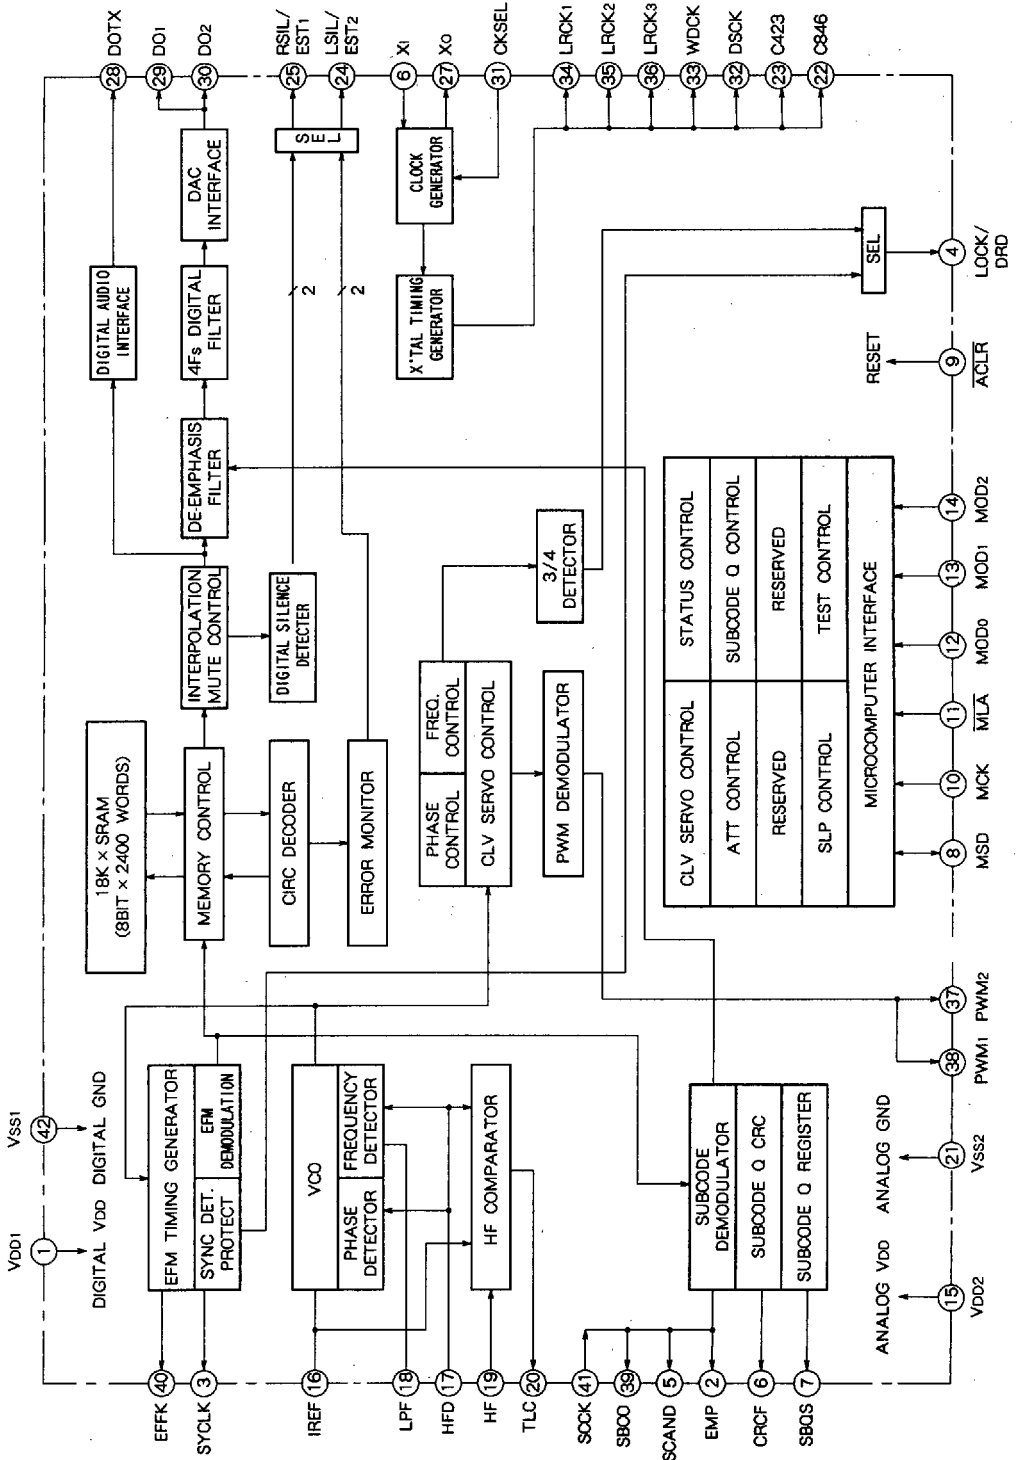 VSS1
42
DIGITAL GND
VDD1
1
DIGITAL VDD
EFFK
40
SYCLK
3
IREF
16
LPF
18
HFD
17
HF
19
TLC
20
SCCK
41
SBCO
39
SCAND
5
EMP
2
CRCF
6
SBQS
7
EFM TIMING GENERATOR
SYNC DET.
PROTECT
EFM
DEMODULATION
VCO
PHASE
DETECTOR
FREQUENCY
DETECTOR
HF COMPARATOR
SUBCODE
DEMODULATOR
SUBCODE Q CRC
SUBCODE Q REGISTER
18K × SRAM
(8BIT × 2400 WORDS)
MEMORY CONTROL
CIRC DECODER
ERROR MONITOR
INTERPOLATION
MUTE CONTROL
DIGITAL SILENCE
DETECTER
DE-EMPHASIS
FILTER
4Fs DIGITAL
FILTER
DAC
INTERFACE
DIGITAL AUDIO
INTERFACE
PHASE
CONTROL
FREQ.
CONTROL
CLV SERVO CONTROL
PWM DEMODULATOR
3/4
DETECTOR
2
2
SEL
CLOCK
GENERATOR
X'TAL TIMING
GENERATOR
SEL
CLV SERVO CONTROL
STATUS CONTROL
ATT CONTROL
SUBCODE Q CONTROL
RESERVED
RESERVED
SLP CONTROL
TEST CONTROL
MICROCOMPUTER INTERFACE
28
DOTX
29
DO1
30
DO2
25
RSIL/
EST1
24
LSIL/
EST2
6
XI
27
XO
31
CKSEL
34
LRCK1
35
LRCK2
36
LRCK3
33
WDCK
32
DSCK
23
C423
22
C846
ANALOG VDD
15
VDD2
ANALOG GND
21
VSS2
38
PWM1
37
PWM2
8
MSD
10
MCK
11
MLA
12
MOD0
13
MOD1
14
MOD2
RESET
9
ACLR
4
LOCK/
DRD